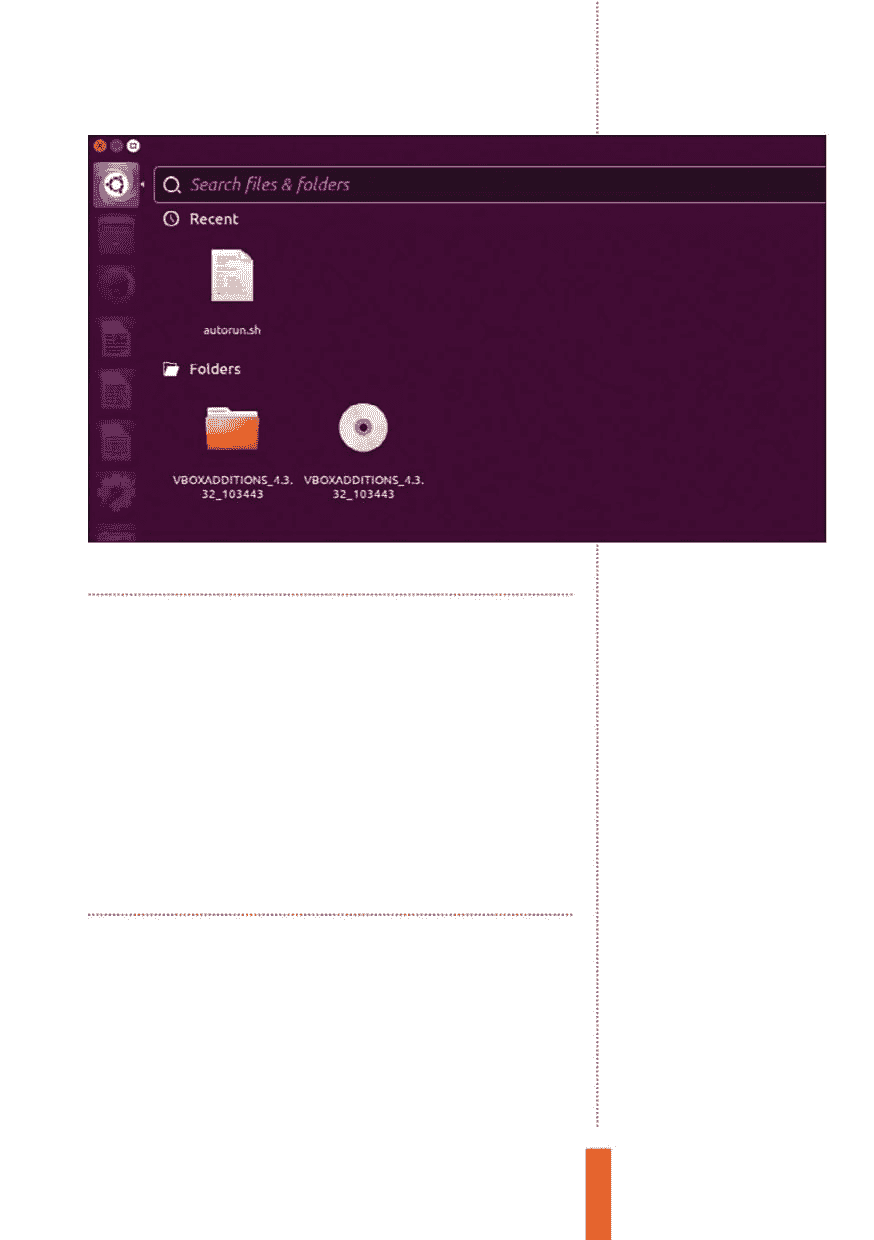 Search files & folders
Recent
autorun.sh
Folders
VBOXADDITIONS_4.3. VBOXADDITIONS_4.3.
32_103443 32_103443